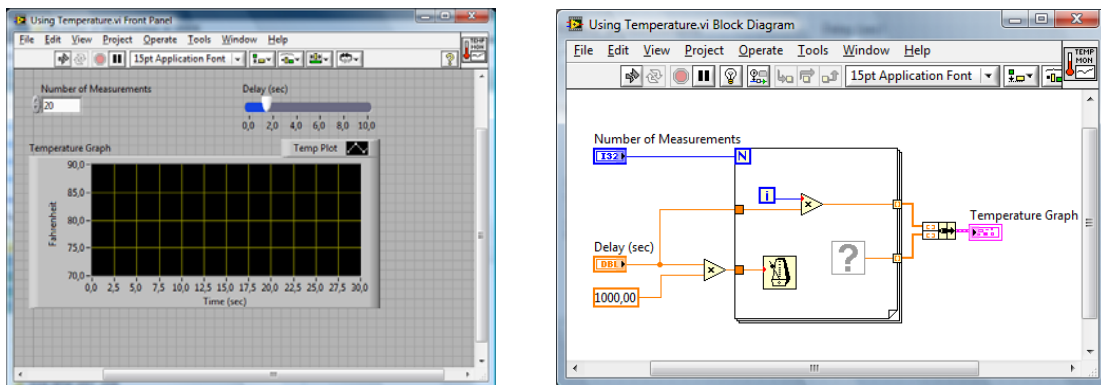 Using Temperature.vi Front Panel
File Edit View Project Operate Tools Window Help
15pt Application Font
TEMP
MON
Number of Measurements
20
Delay (sec)
0,0 2,0 4,0 6,0 8,0 10,0
Temperature Graph
Temp Plot
90,0
85,0
80,0
75,0
70,0
Fahrenheit
0,0 2,5 5,0 7,5 10,0 12,5 15,0 17,5 20,0 22,5 25,0 27,5 30,0
Time (sec)
Using Temperature.vi Block Diagram
File Edit View Project Operate Tools Window Help
15pt Application Font
TEMP
MON
Number of Measurements
I32
N
i
x
Temperature Graph
Delay (sec)
DBL
x
?
1000,00